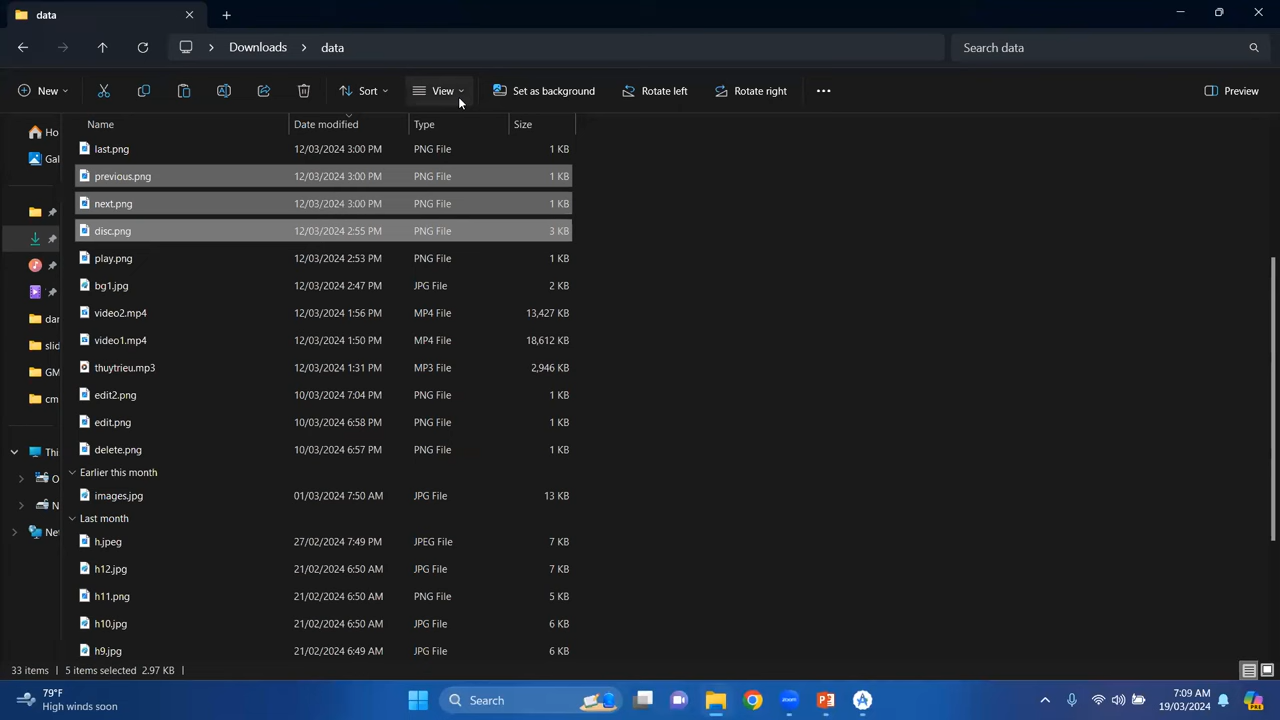 data
Downloads > data
Search data
New
Sort
View
Set as background
Rotate left
Rotate right
Preview
Name Date modified Type Size
last.png 12/03/2024 3:00 PM PNG File 1 KB
previous.png 12/03/2024 3:00 PM PNG File 1 KB
next.png 12/03/2024 3:00 PM PNG File 1 KB
disc.png 12/03/2024 2:55 PM PNG File 3 KB
play.png 12/03/2024 2:53 PM PNG File 1 KB
bg1.jpg 12/03/2024 2:47 PM JPG File 2 KB
video2.mp4 12/03/2024 1:56 PM MP4 File 13,427 KB
video1.mp4 12/03/2024 1:50 PM MP4 File 18,612 KB
thuytrieu.mp3 12/03/2024 1:31 PM MP3 File 2,946 KB
edit2.png 10/03/2024 7:04 PM PNG File 1 KB
edit.png 10/03/2024 6:58 PM PNG File 1 KB
delete.png 10/03/2024 6:57 PM PNG File 1 KB
Earlier this month
images.jpg 01/03/2024 7:50 AM JPG File 13 KB
Last month
h.jpeg 27/02/2024 7:49 PM JPEG File 7 KB
h12.jpg 21/02/2024 6:50 AM JPG File 7 KB
h11.png 21/02/2024 6:50 AM PNG File 5 KB
h10.jpg 21/02/2024 6:50 AM JPG File 6 KB
h9.jpg 21/02/2024 6:49 AM JPG File 6 KB
Ho
Gal
dar
slid
GM
cm
Thi
O
N
Net
33 items 5 items selected 2.97 KB
79°F
High winds soon
Search
zoom
7:09 AM
19/03/2024